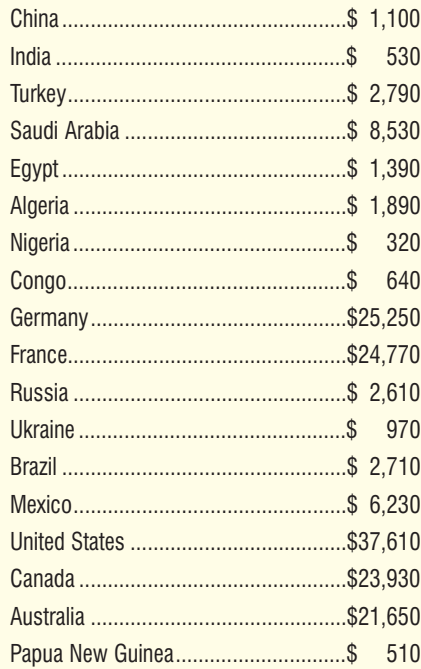 China ................................................$ 1,100
India .................................................$ 530
Turkey...............................................$ 2,790
Saudi Arabia ......................................$ 8,530
Egypt ................................................$ 1,390
Algeria ..............................................$ 1,890
Nigeria ..............................................$ 320
Congo...............................................$ 640
Germany...........................................$25,250
France...............................................$24,770
Russia ..............................................$ 2,610
Ukraine .............................................$ 970
Brazil ................................................$ 2,710
Mexico..............................................$ 6,230
United States .....................................$37,610
Canada .............................................$23,930
Australia ...........................................$21,650
Papua New Guinea.............................$ 510